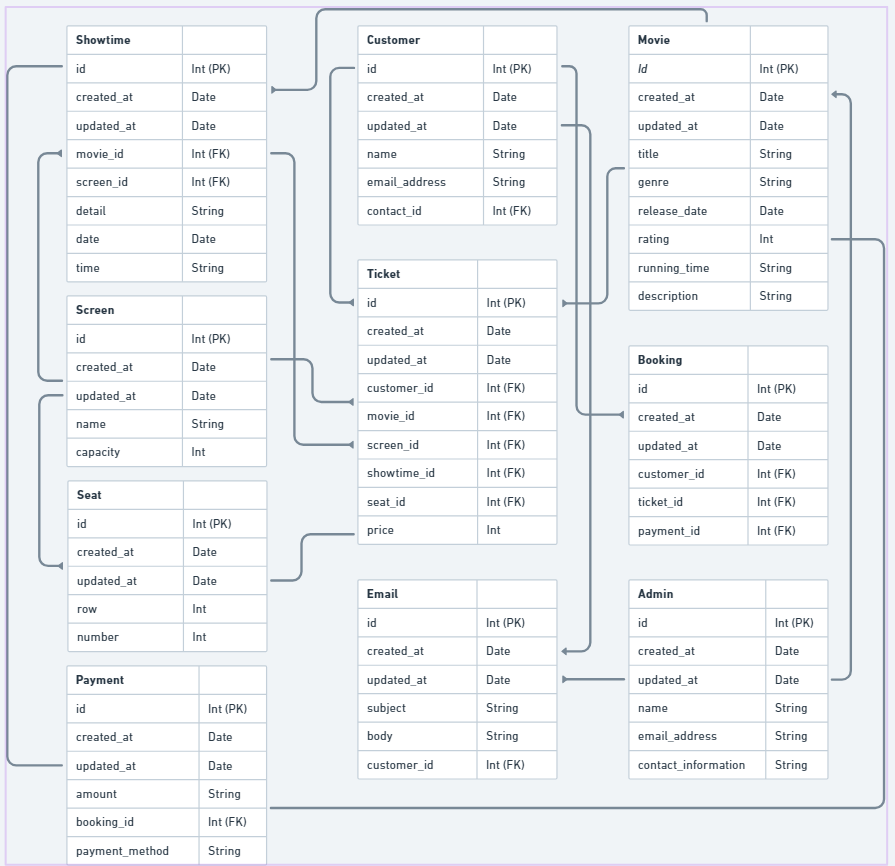 Showtime
id Int (PK)
created_at Date
updated_at Date
movie_id Int (FK)
screen_id Int (FK)
detail String
date Date
time String
Screen
id Int (PK)
created_at Date
updated_at Date
name String
capacity Int
Seat
id Int (PK)
created_at Date
updated_at Date
row Int
number Int
Payment
id Int (PK)
created_at Date
updated_at Date
amount String
booking_id Int (FK)
payment_method String
Customer
id Int (PK)
created_at Date
updated_at Date
name String
email_address String
contact_id Int (FK)
Ticket
id Int (PK)
created_at Date
updated_at Date
customer_id Int (FK)
movie_id Int (FK)
screen_id Int (FK)
showtime_id Int (FK)
seat_id Int (FK)
price Int
Email
id Int (PK)
created_at Date
updated_at Date
subject String
body String
customer_id Int (FK)
Movie
Id Int (PK)
created_at Date
updated_at Date
title String
genre String
release_date Date
rating Int
running_time String
description String
Booking
id Int (PK)
created_at Date
updated_at Date
customer_id Int (FK)
ticket_id Int (FK)
payment_id Int (FK)
Admin
id Int (PK)
created_at Date
updated_at Date
name String
email_address String
contact_information String